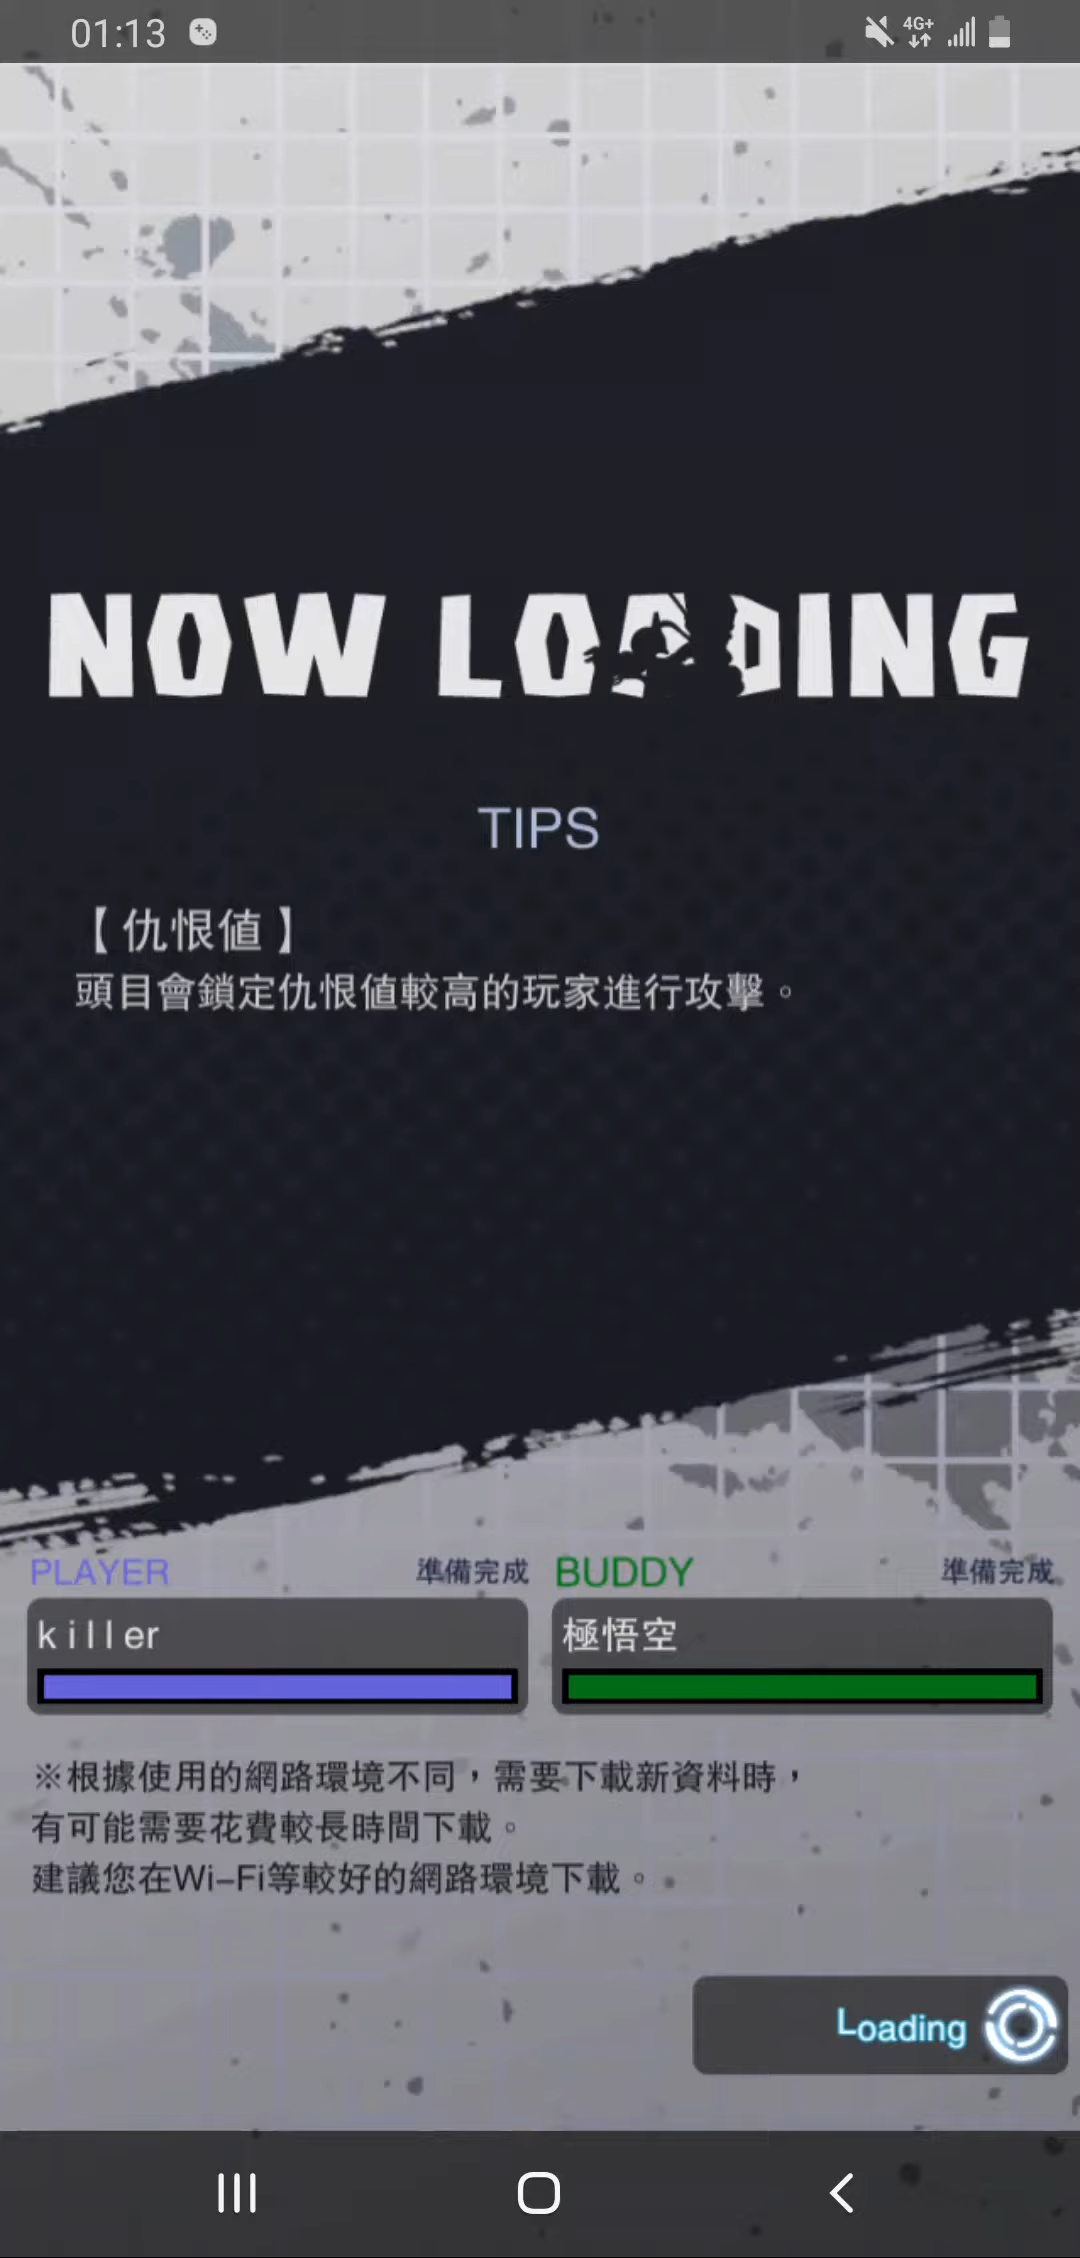 01:13
4G+
NOW LOADING
TIPS
【仇恨值】
頭目會鎖定仇恨值較高的玩家進行攻擊。
PLAYER 準備完成 BUDDY 準備完成
killer 極悟空
※根據使用的網路環境不同，需要下載新資料時，
有可能需要花費較長時間下載。
建議您在Wi-Fi等較好的網路環境下載。
Loading